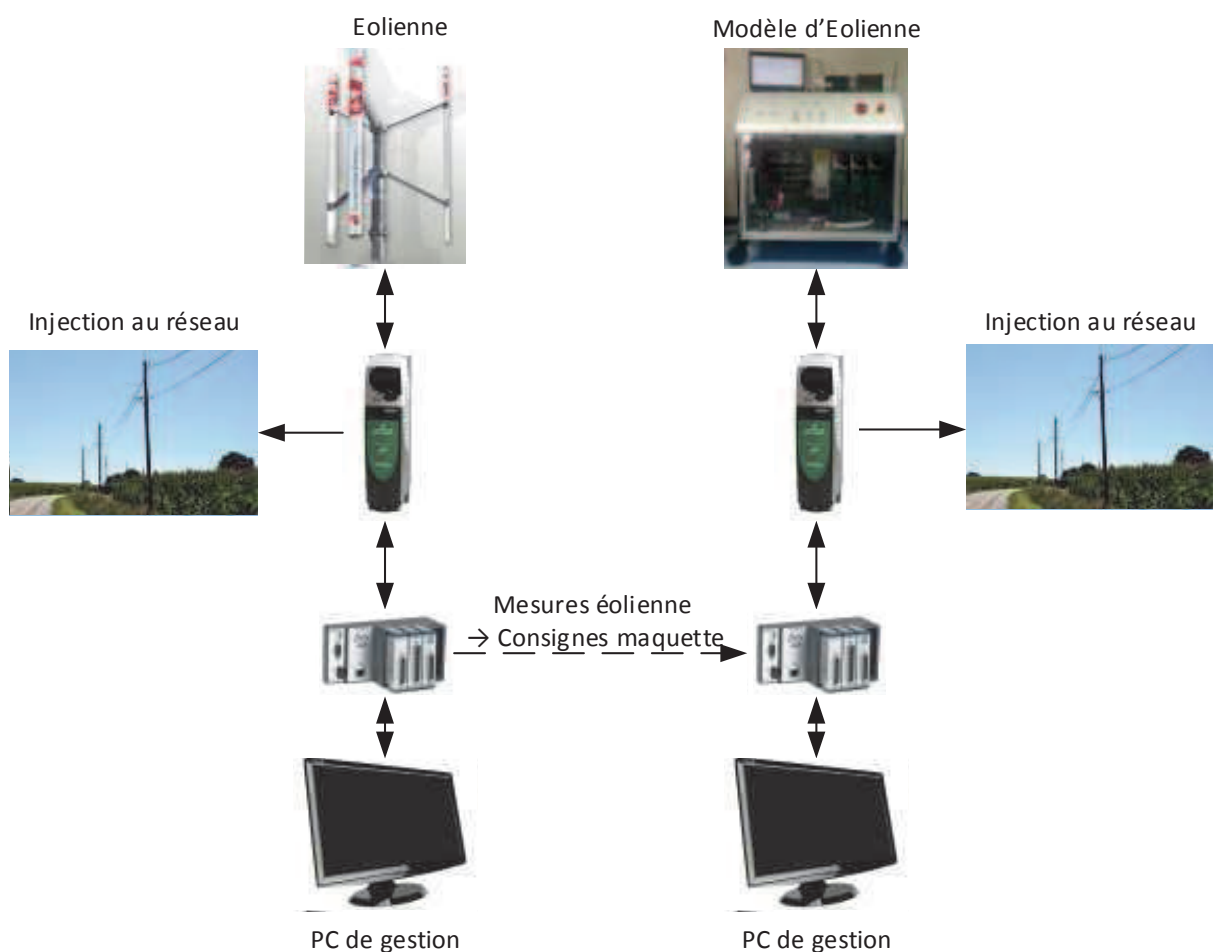 Eolienne
Modèle d’Eolienne
Injection au réseau
Injection au réseau
Mesures éolienne
→ Consignes maquette
PC de gestion
PC de gestion